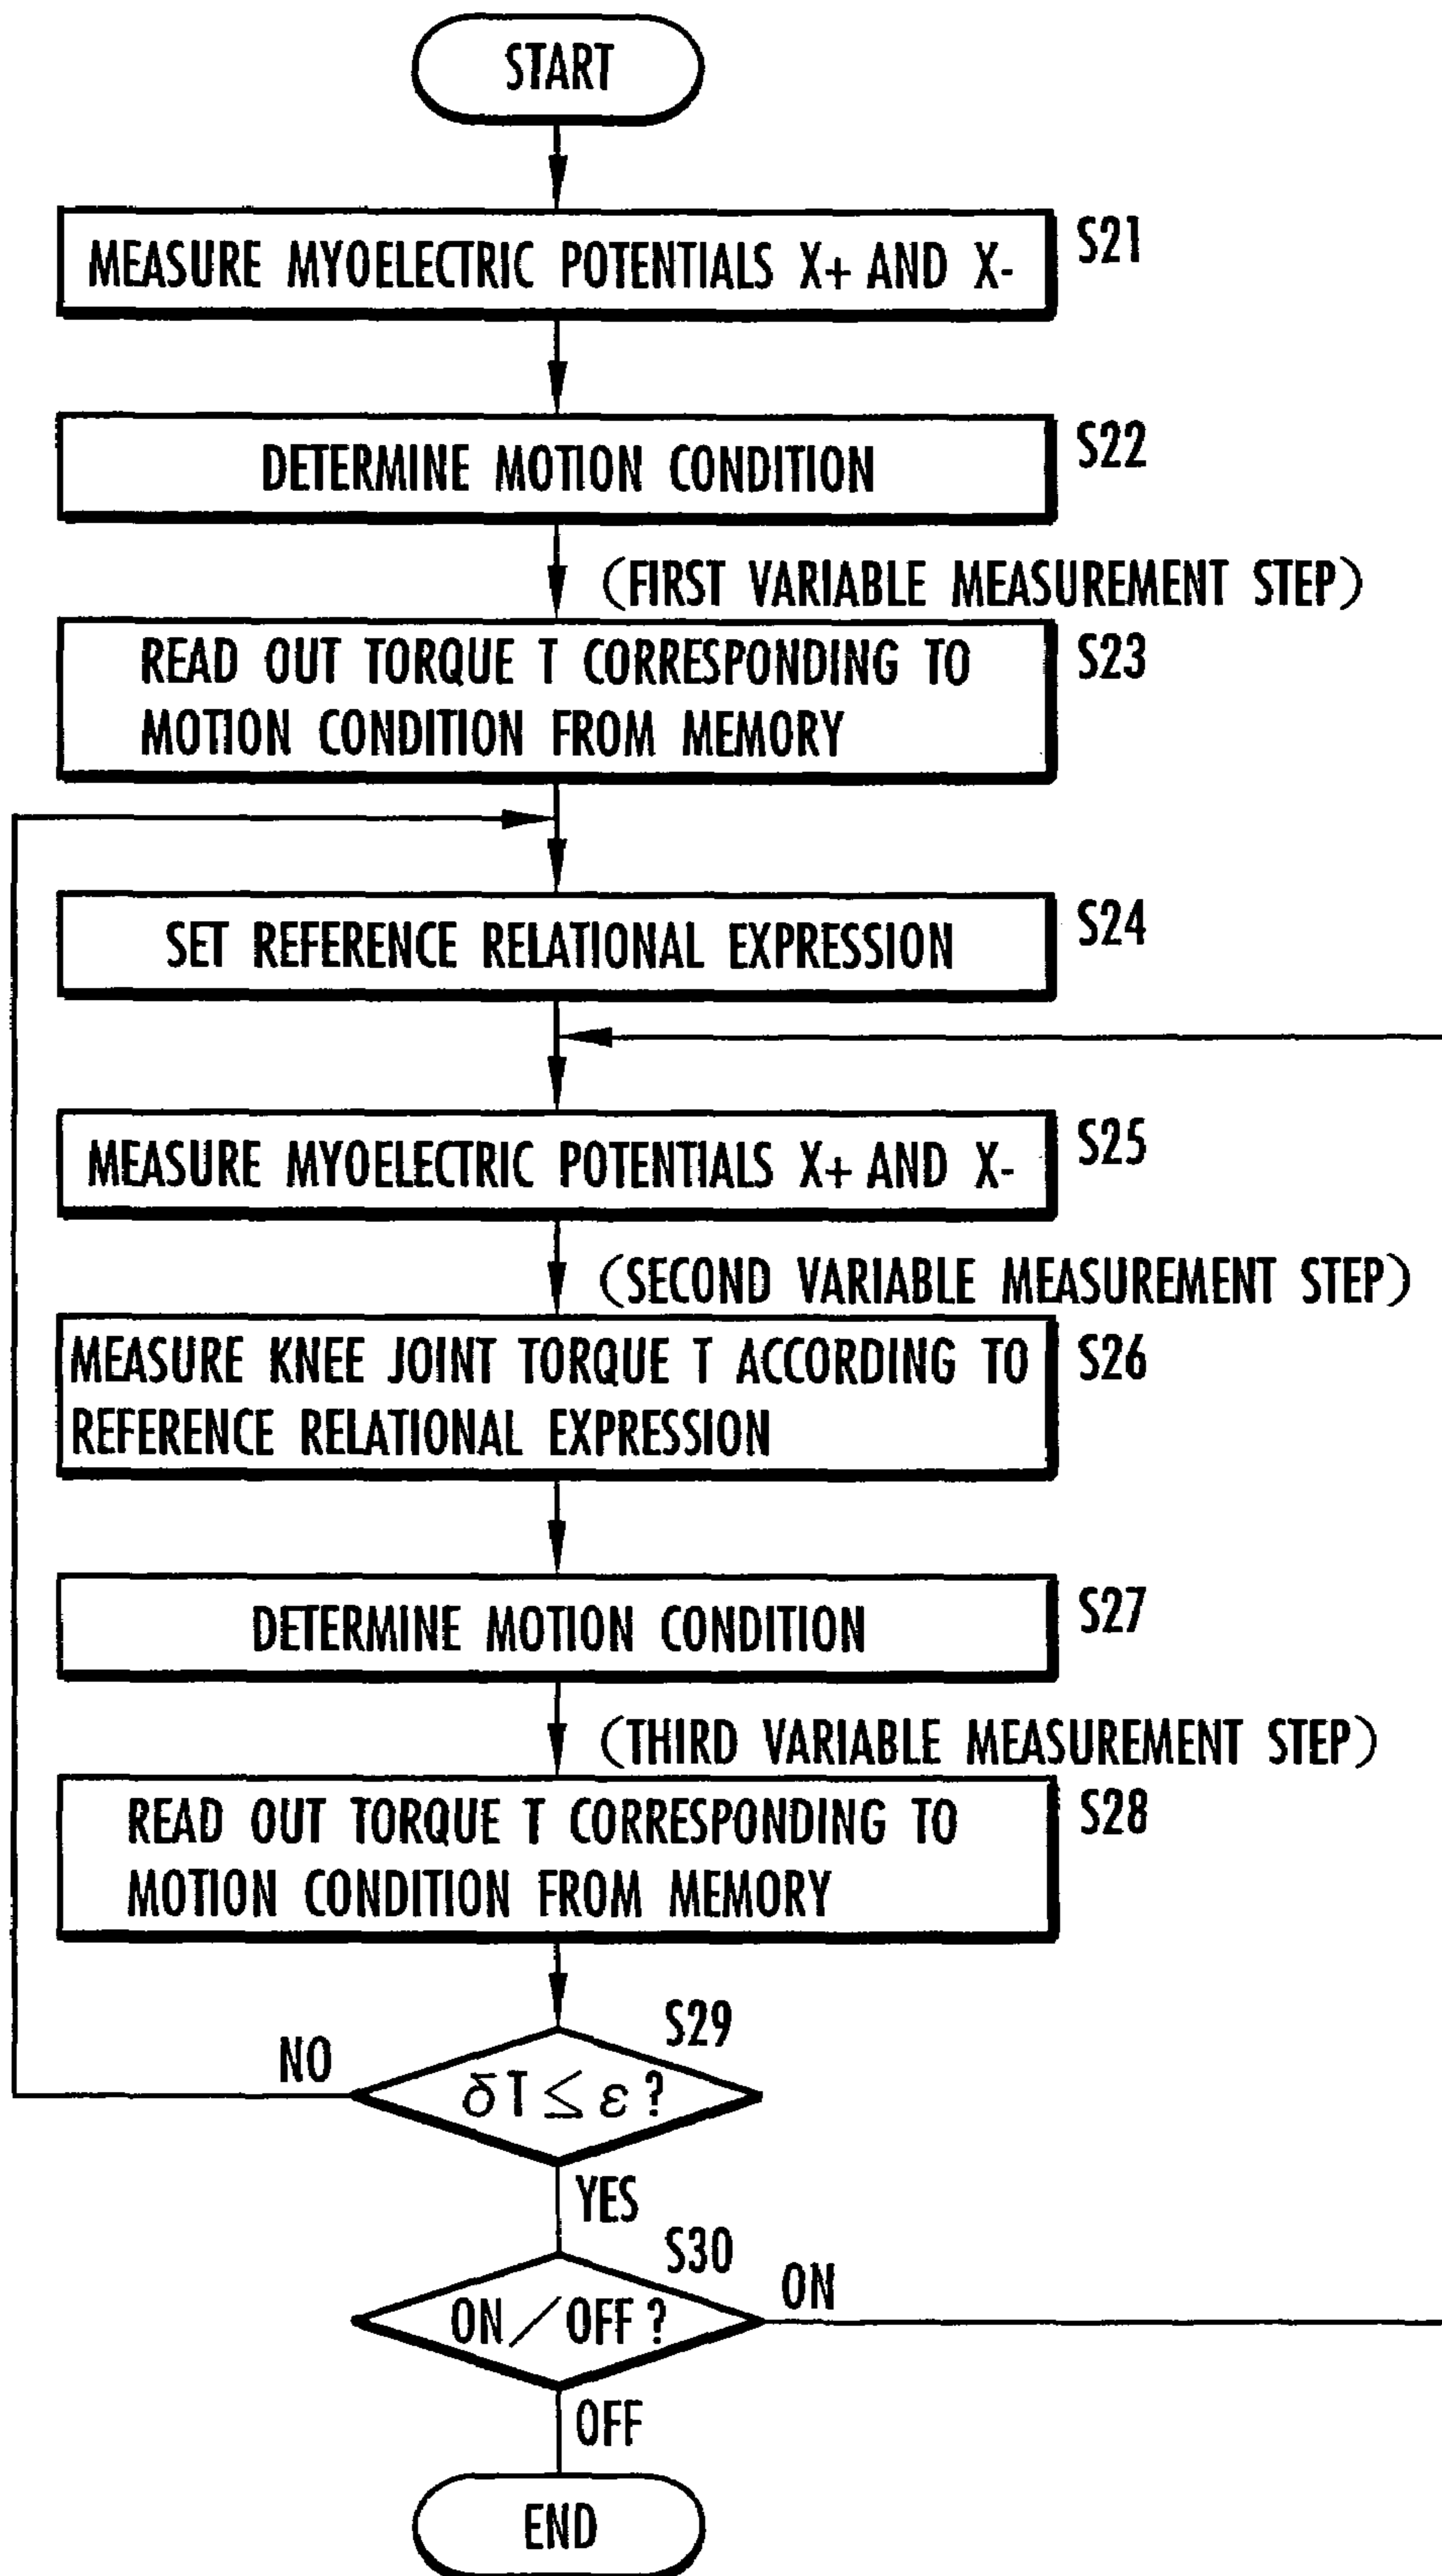 START
MEASURE MYOELECTRIC POTENTIALS X+ AND X-
S21
DETERMINE MOTION CONDITION
S22
(FIRST VARIABLE MEASUREMENT STEP)
READ OUT TORQUE T CORRESPONDING TO
MOTION CONDITION FROM MEMORY
S23
SET REFERENCE RELATIONAL EXPRESSION
S24
MEASURE MYOELECTRIC POTENTIALS X+ AND X-
S25
(SECOND VARIABLE MEASUREMENT STEP)
MEASURE KNEE JOINT TORQUE T ACCORDING TO
REFERENCE RELATIONAL EXPRESSION
S26
DETERMINE MOTION CONDITION
S27
(THIRD VARIABLE MEASUREMENT STEP)
READ OUT TORQUE T CORRESPONDING TO
MOTION CONDITION FROM MEMORY
S28
S29
NO
δT ≤ ε?
YES
S30
ON/OFF?
ON
OFF
END